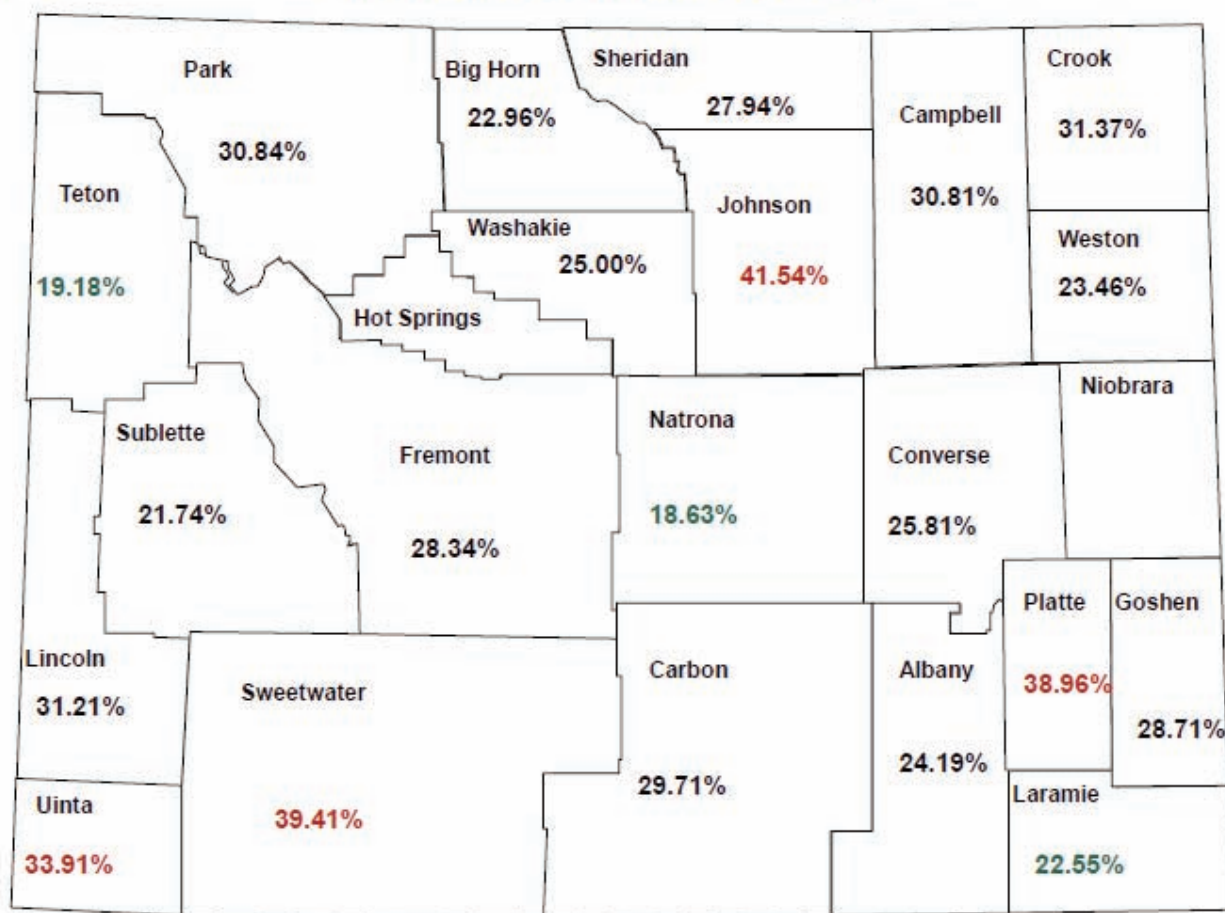 Park
30.84%
Big Horn
22.96%
Sheridan
27.94%
Campbell
30.81%
Crook
31.37%
Teton
19.18%
Washakie
25.00%
Johnson
41.54%
Weston
23.46%
Hot Springs
Sublette
21.74%
Fremont
28.34%
Natrona
18.63%
Converse
25.81%
Niobrara
Lincoln
31.21%
Sweetwater
39.41%
Carbon
29.71%
Albany
24.19%
Platte
38.96%
Goshen
28.71%
Uinta
33.91%
Laramie
22.55%